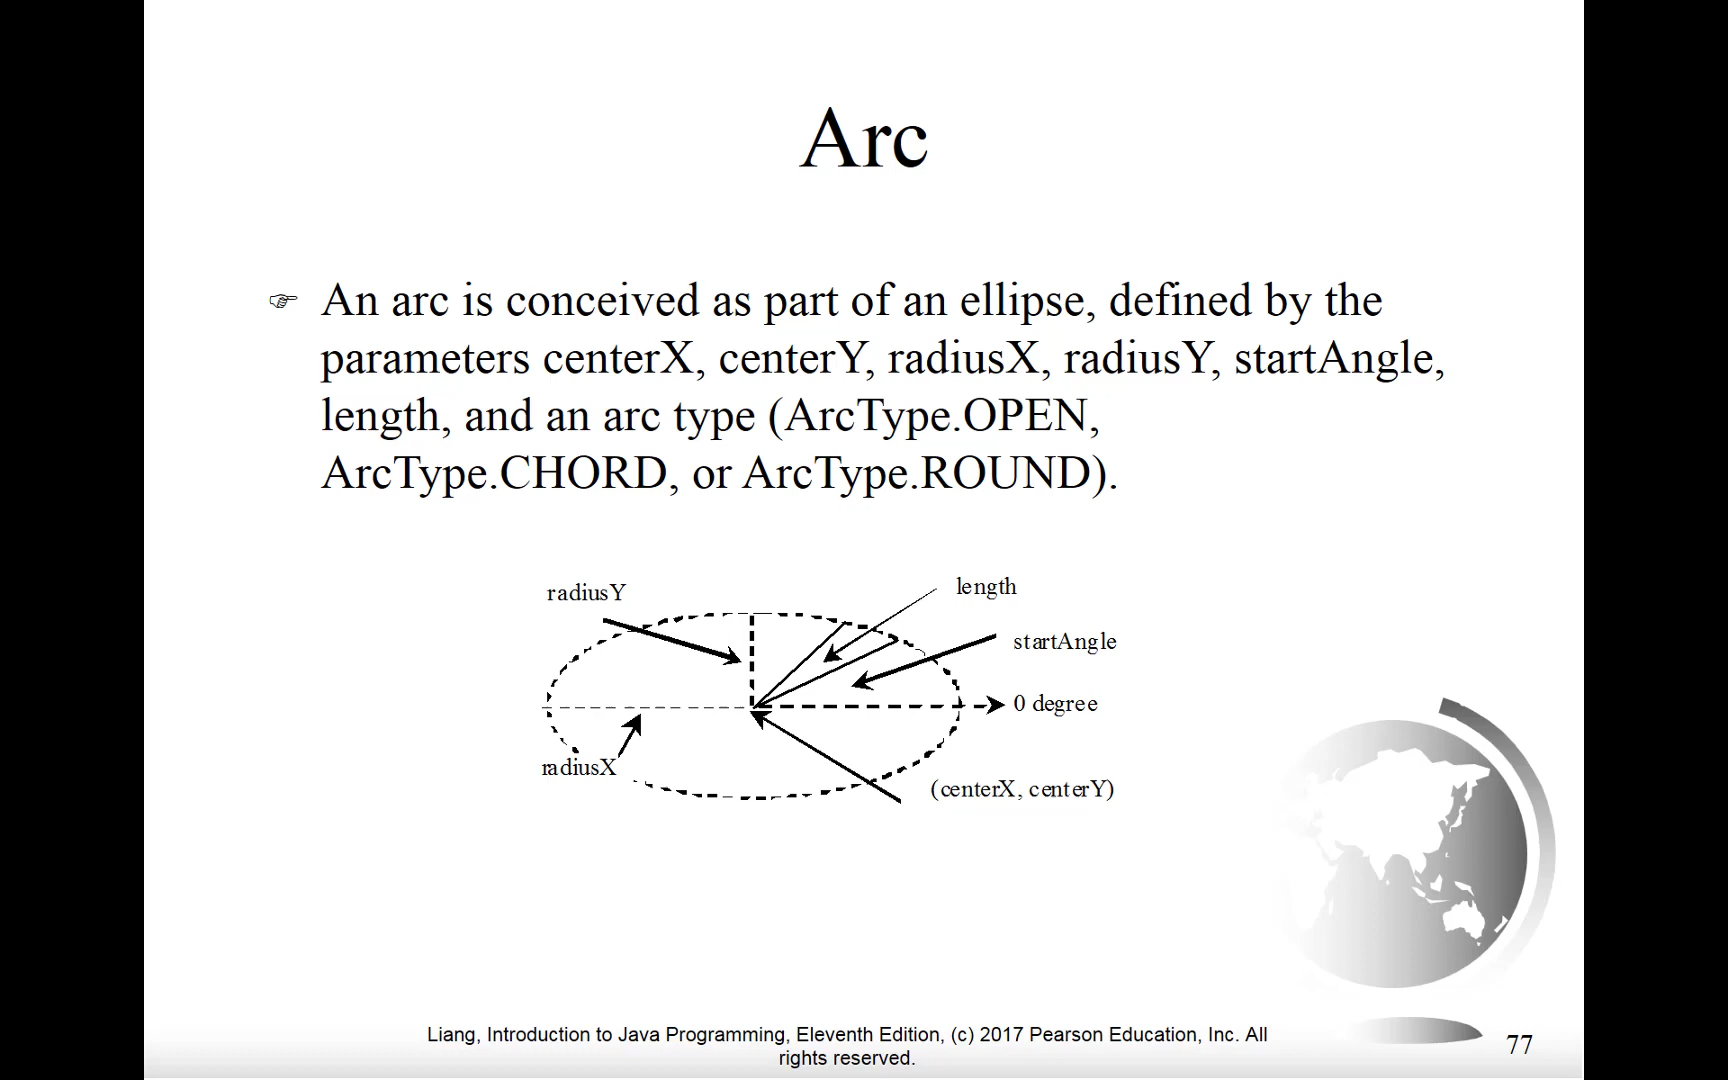 Arc
☞ An arc is conceived as part of an ellipse, defined by the
parameters centerX, centerY, radiusX, radiusY, startAngle,
length, and an arc type (ArcType.OPEN,
ArcType.CHORD, or ArcType.ROUND).
radiusY
length
startAngle
0 degree
radiusX
(centerX, centerY)
Liang, Introduction to Java Programming, Eleventh Edition, (c) 2017 Pearson Education, Inc. All
rights reserved.
77